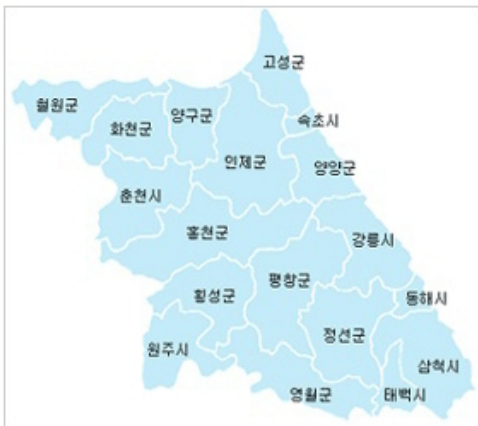 고성군
철원군
양구군
속초시
화천군
인제군
양양군
춘천시
홍천군
강릉시
평창군
횡성군
동해시
정선군
원주시
삼척시
영월군
태백시